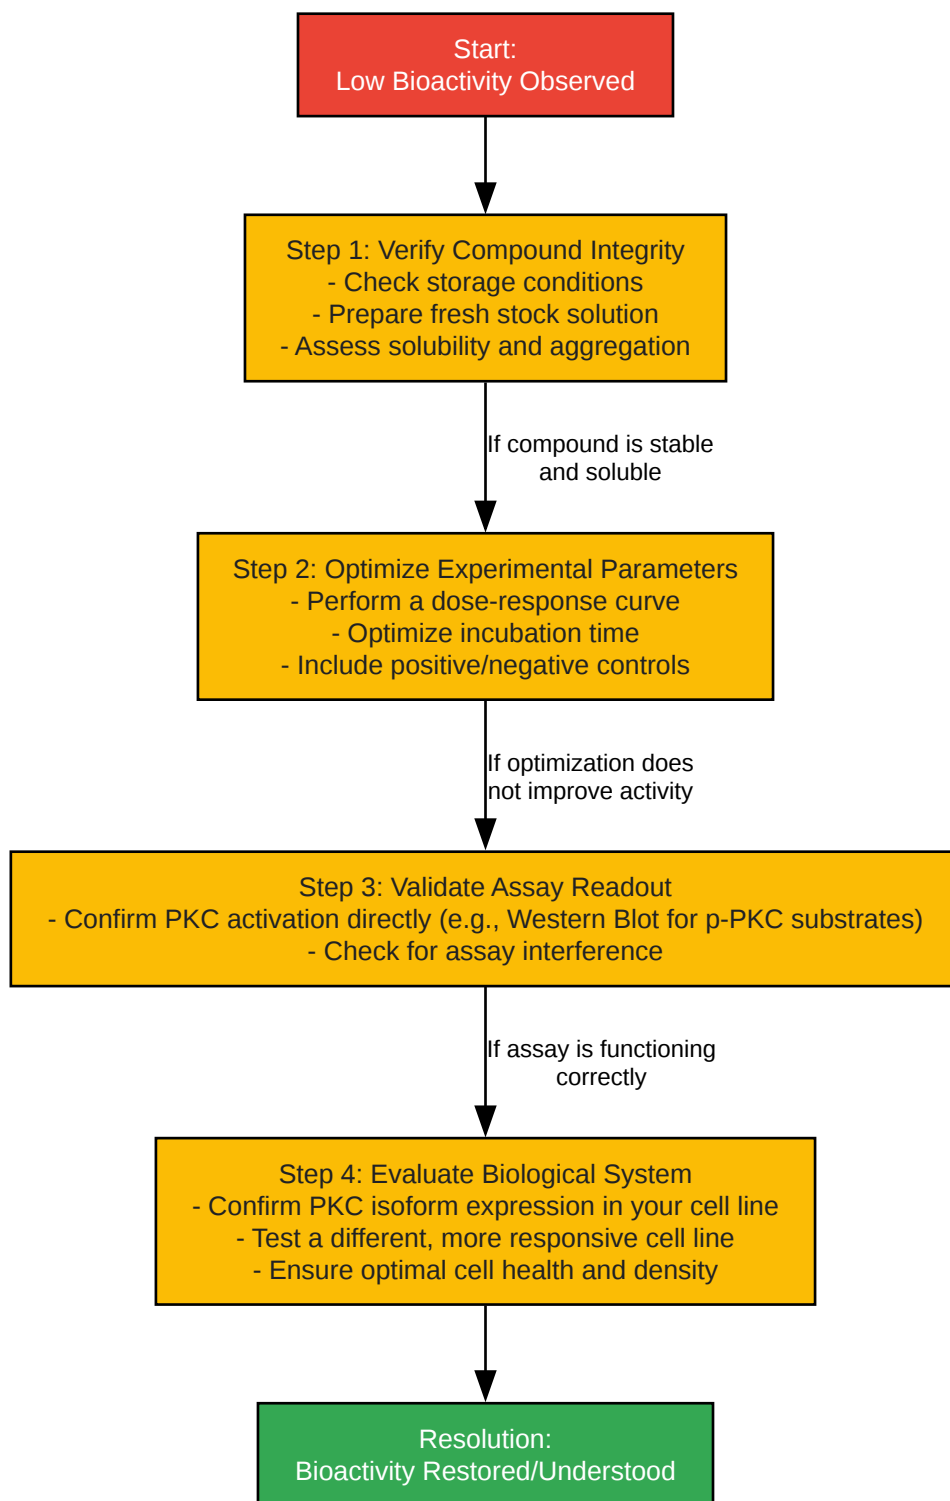 Start:
Low Bioactivity Observed
Step 1: Verify Compound Integrity
- Check storage conditions
- Prepare fresh stock solution
- Assess solubility and aggregation
If compound is stable
and soluble
Step 2: Optimize Experimental Parameters
- Perform a dose-response curve
- Optimize incubation time
- Include positive/negative controls
If optimization does
not improve activity
Step 3: Validate Assay Readout
- Confirm PKC activation directly (e.g., Western Blot for p-PKC substrates)
- Check for assay interference
If assay is functioning
correctly
Step 4: Evaluate Biological System
- Confirm PKC isoform expression in your cell line
- Test a different, more responsive cell line
- Ensure optimal cell health and density
Resolution:
Bioactivity Restored/Understood